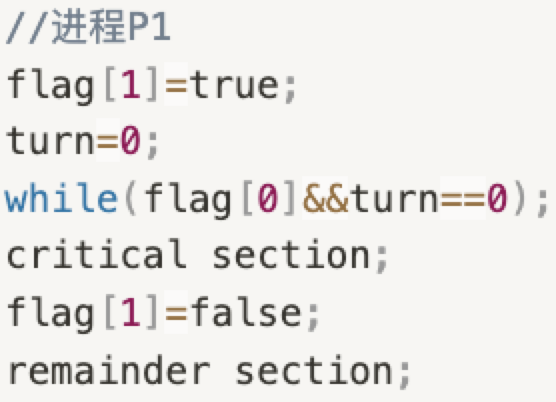 //进程P1
flag[1]=true;
turn=0;
while(flag[0]&&turn==0);
critical section;
flag[1]=false;
remainder section;